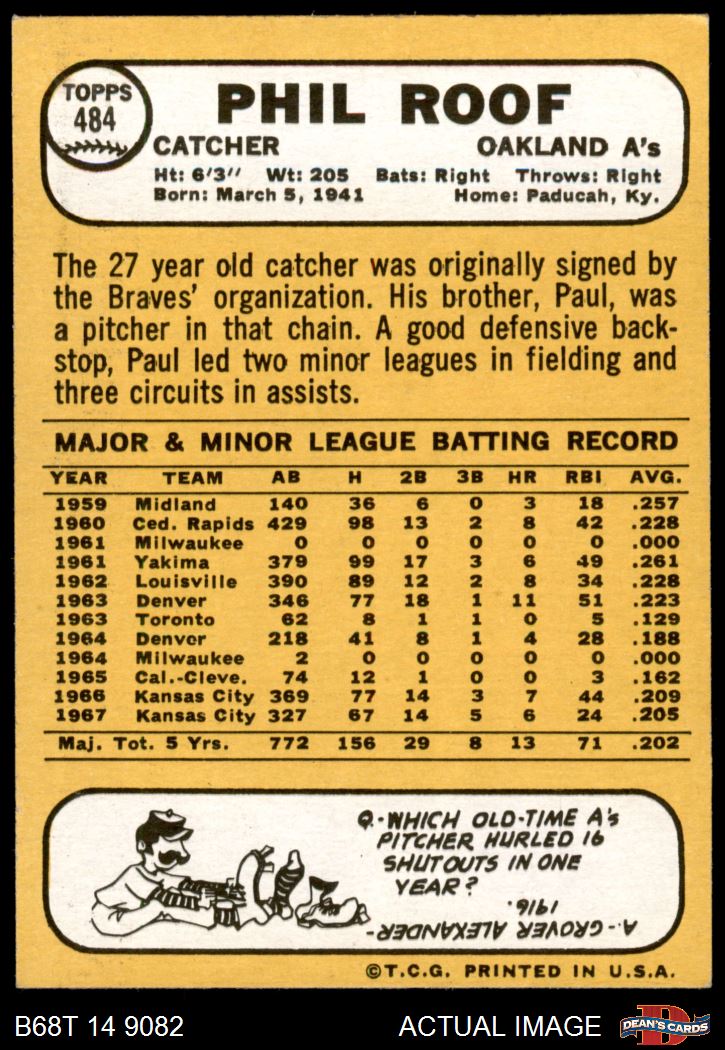 TOPPS
484
PHIL ROOF
CATCHER OAKLAND A's
Ht: 6'3" Wt: 205 Bats: Right Throws: Right
Born: March 5, 1941 Home: Paducah, Ky.
The 27 year old catcher was originally signed by
the Braves' organization. His brother, Paul, was
a pitcher in that chain. A good defensive back-
stop, Paul led two minor leagues in fielding and
three circuits in assists.
MAJOR & MINOR LEAGUE BATTING RECORD
YEAR TEAM AB H 2B 3B HR RBI AVG.
1959 Midland 140 36 6 0 3 18 .257
1960 Ced. Rapids 429 98 13 2 8 42 .228
1961 Milwaukee 0 0 0 0 0 0 .000
1961 Yakima 379 99 17 3 6 49 .261
1962 Louisville 390 89 12 2 8 34 .228
1963 Denver 346 77 18 1 11 51 .223
1963 Toronto 62 8 1 1 0 5 .129
1964 Denver 218 41 8 1 4 28 .188
1964 Milwaukee 2 0 0 0 0 0 .000
1965 Cal.-Cleve. 74 12 1 0 0 3 .162
1966 Kansas City 369 77 14 3 7 44 .209
1967 Kansas City 327 67 14 5 6 24 .205
Maj. Tot. 5 Yrs. 772 156 29 8 13 71 .202
Q.-WHICH OLD-TIME A's
PITCHER HURLED 16
SHUTOUTS IN ONE
YEAR?
A-GROVER ALEXANDER-
1916.
©T.C.G. PRINTED IN U.S.A.
B68T 14 9082 ACTUAL IMAGE
D
DEAN'S CARDS